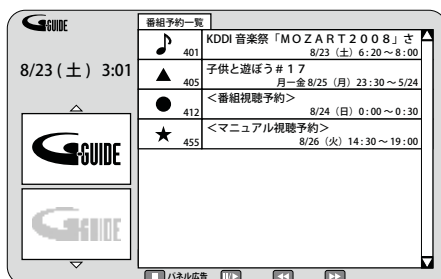 G-GUIDE
番組予約一覧
8/23 (土) 3:01
♪ 401 KDDI 音楽祭「MOZART2008」さ
8/23（土）6:20～8:00
▲ 405 子供と遊ぼう＃17
月ー金 8/25（月）23:30～5/24
● 412 ＜番組視聴予約＞
8/24（日）0:00～0:30
★ 455 ＜マニュアル視聴予約＞
8/26（火）14:30～19:00
G-GUIDE
G-GUIDE
パネル広告